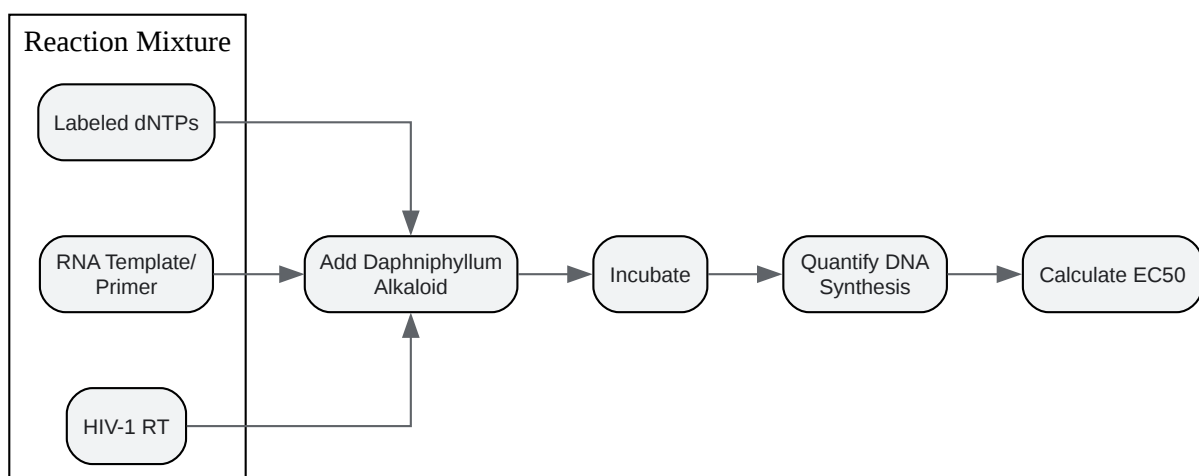 Reaction Mixture
Labeled dNTPs
RNA Template/
Primer
HIV-1 RT
Add Daphniphyllum
Alkaloid
Incubate
Quantify DNA
Synthesis
Calculate EC50